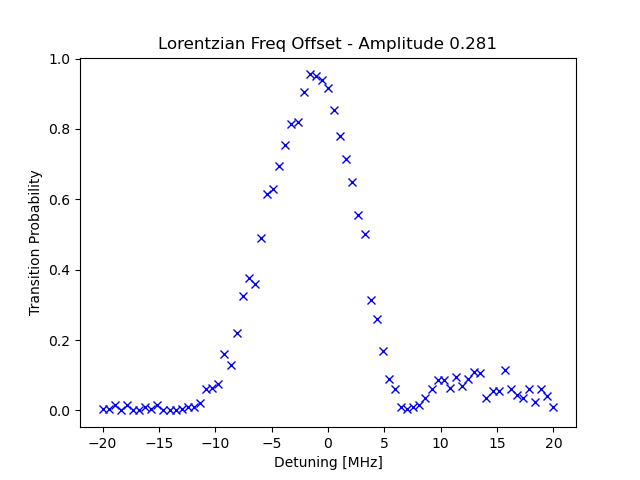 Lorentzian Freq Offset - Amplitude 0.281
Transition Probability
1.0
0.8
0.6
0.4
0.2
0.0
−20 −15 −10 −5 0 5 10 15 20
Detuning [MHz]